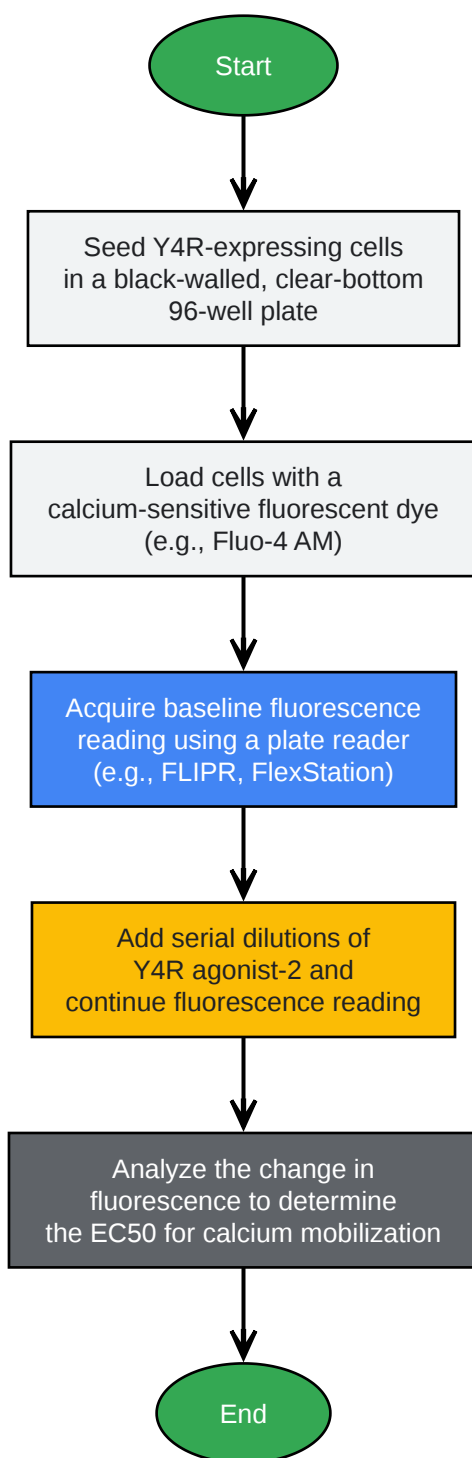 Start
Seed Y4R-expressing cells
in a black-walled, clear-bottom
96-well plate
Load cells with a
calcium-sensitive fluorescent dye
(e.g., Fluo-4 AM)
Acquire baseline fluorescence
reading using a plate reader
(e.g., FLIPR, FlexStation)
Add serial dilutions of
Y4R agonist-2 and
continue fluorescence reading
Analyze the change in
fluorescence to determine
the EC50 for calcium mobilization
End